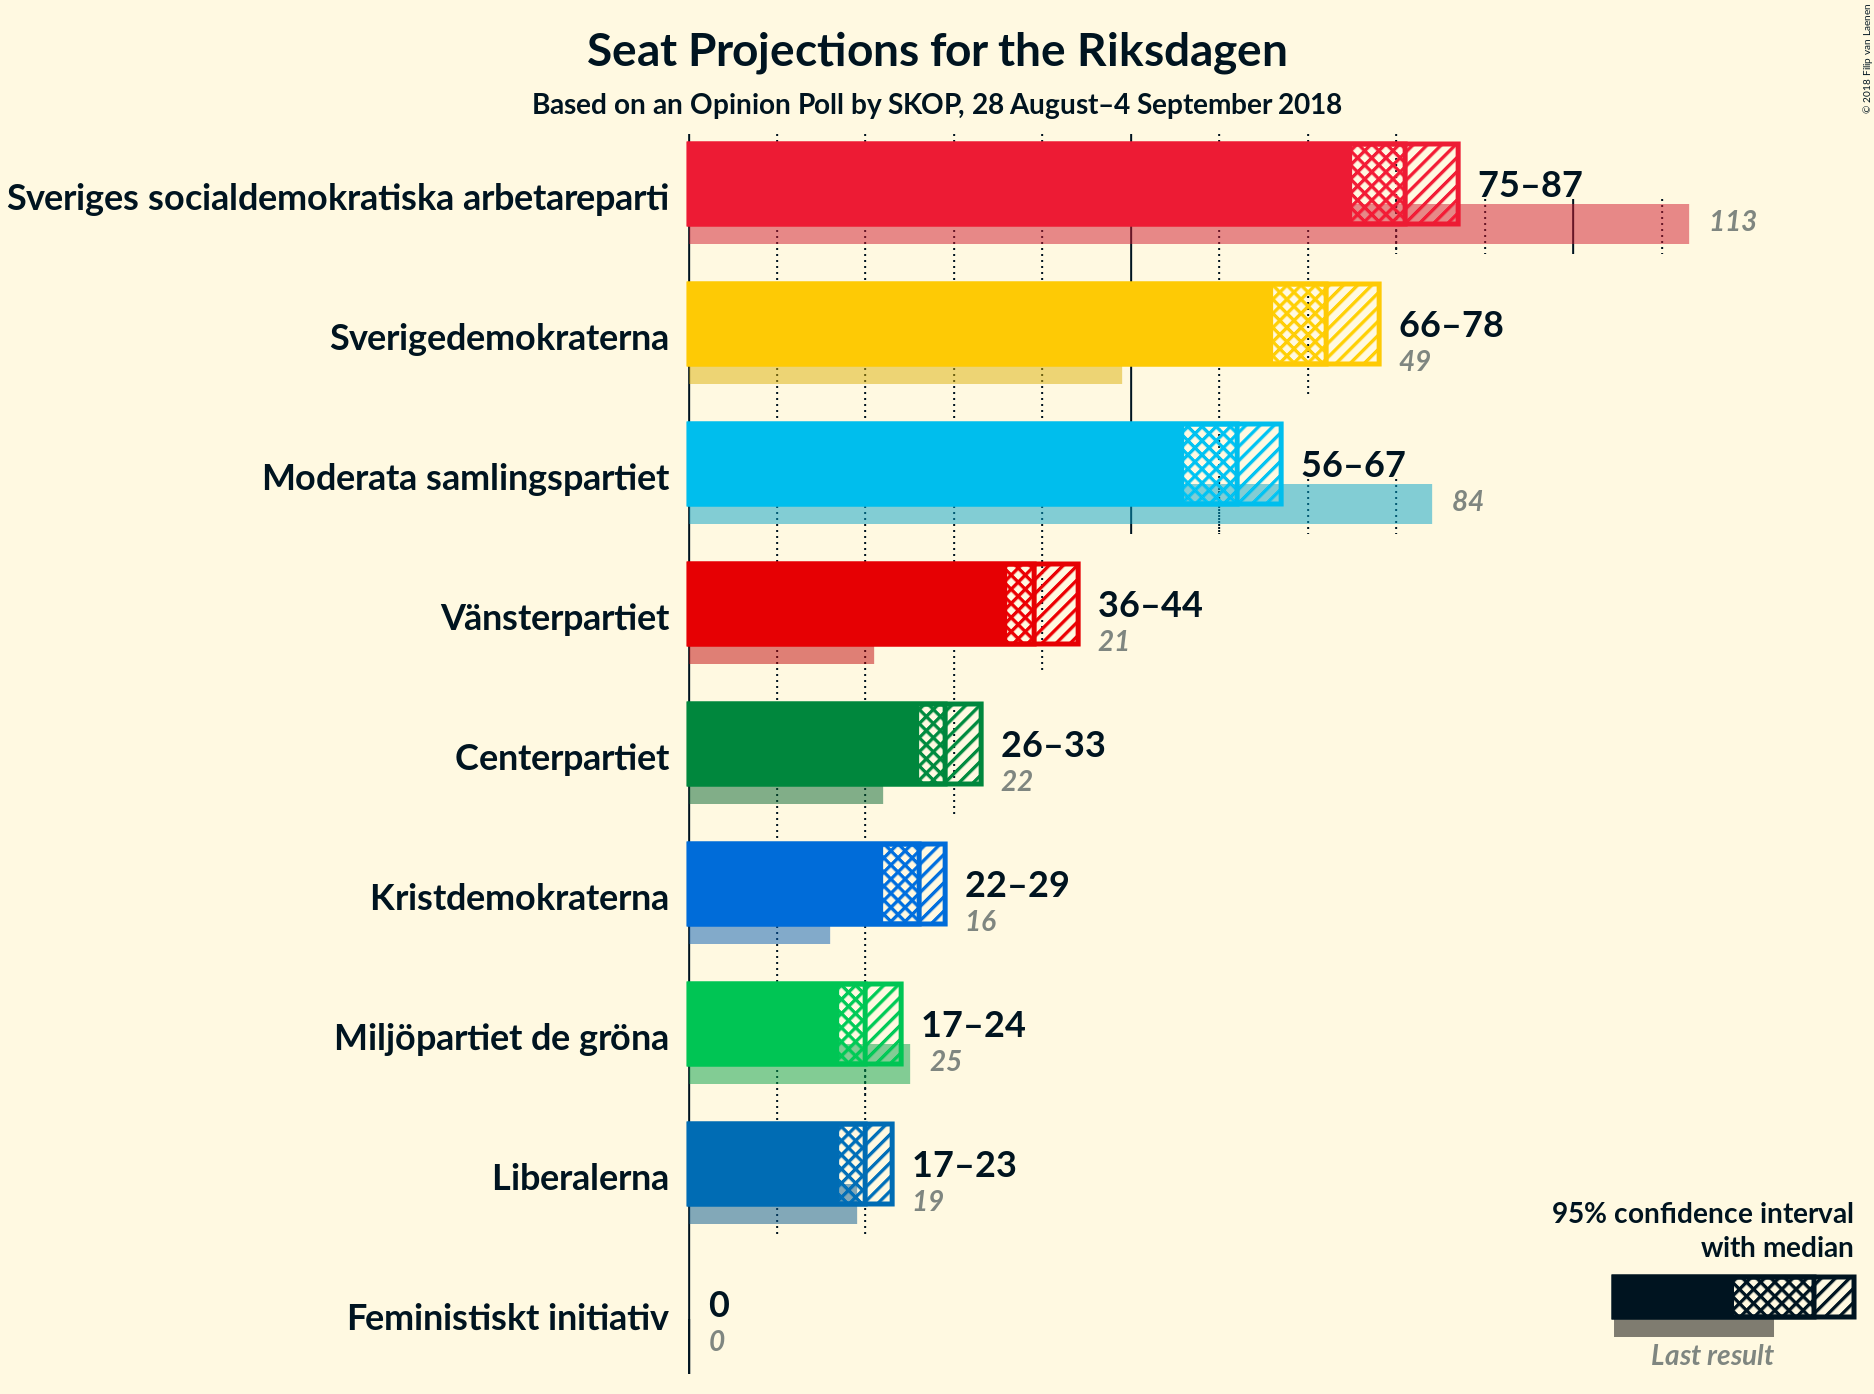 Seat Projections for the Riksdagen
Based on an Opinion Poll by SKOP, 28 August–4 September 2018
© 2018 Filip van Laenen
Sveriges socialdemokratiska arbetareparti
75–87
113
Sverigedemokraterna
66–78
49
Moderata samlingspartiet
56–67
84
Vänsterpartiet
36–44
21
Centerpartiet
26–33
22
Kristdemokraterna
22–29
16
Miljöpartiet de gröna
17–24
25
Liberalerna
17–23
19
Feministiskt initiativ
0
0
95% confidence interval
with median
Last result